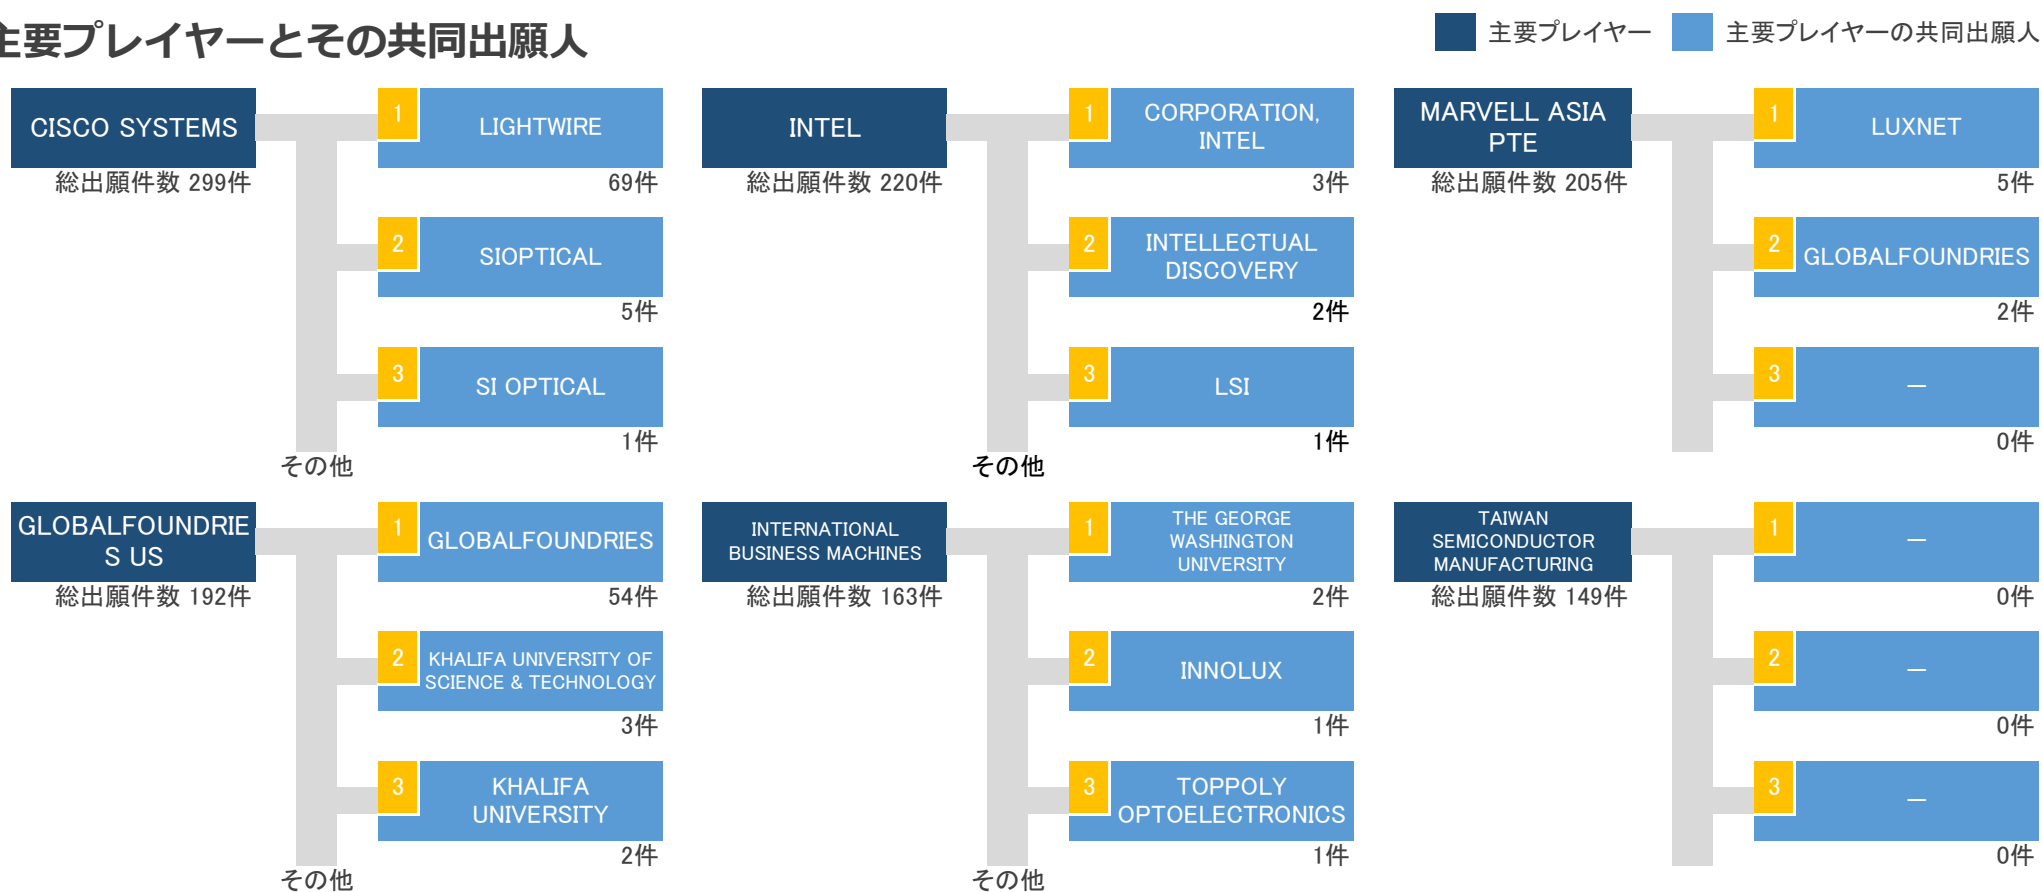 主要プレイヤーとその共同出願人
主要プレイヤー
主要プレイヤーの共同出願人
CISCO SYSTEMS
総出願件数 299件
1
LIGHTWIRE
69件
2
SIOPTICAL
5件
3
SI OPTICAL
1件
その他
INTEL
総出願件数 220件
1
CORPORATION,
INTEL
3件
2
INTELLECTUAL
DISCOVERY
2件
3
LSI
1件
その他
MARVELL ASIA
PTE
総出願件数 205件
1
LUXNET
5件
2
GLOBALFOUNDRIES
2件
3
―
0件
GLOBALFOUNDRIE
S US
総出願件数 192件
1
GLOBALFOUNDRIES
54件
2
KHALIFA UNIVERSITY OF
SCIENCE & TECHNOLOGY
3件
3
KHALIFA
UNIVERSITY
2件
その他
INTERNATIONAL
BUSINESS MACHINES
総出願件数 163件
1
THE GEORGE
WASHINGTON
UNIVERSITY
2件
2
INNOLUX
1件
3
TOPPOLY
OPTOELECTRONICS
1件
その他
TAIWAN
SEMICONDUCTOR
MANUFACTURING
総出願件数 149件
1
―
0件
2
―
0件
3
―
0件